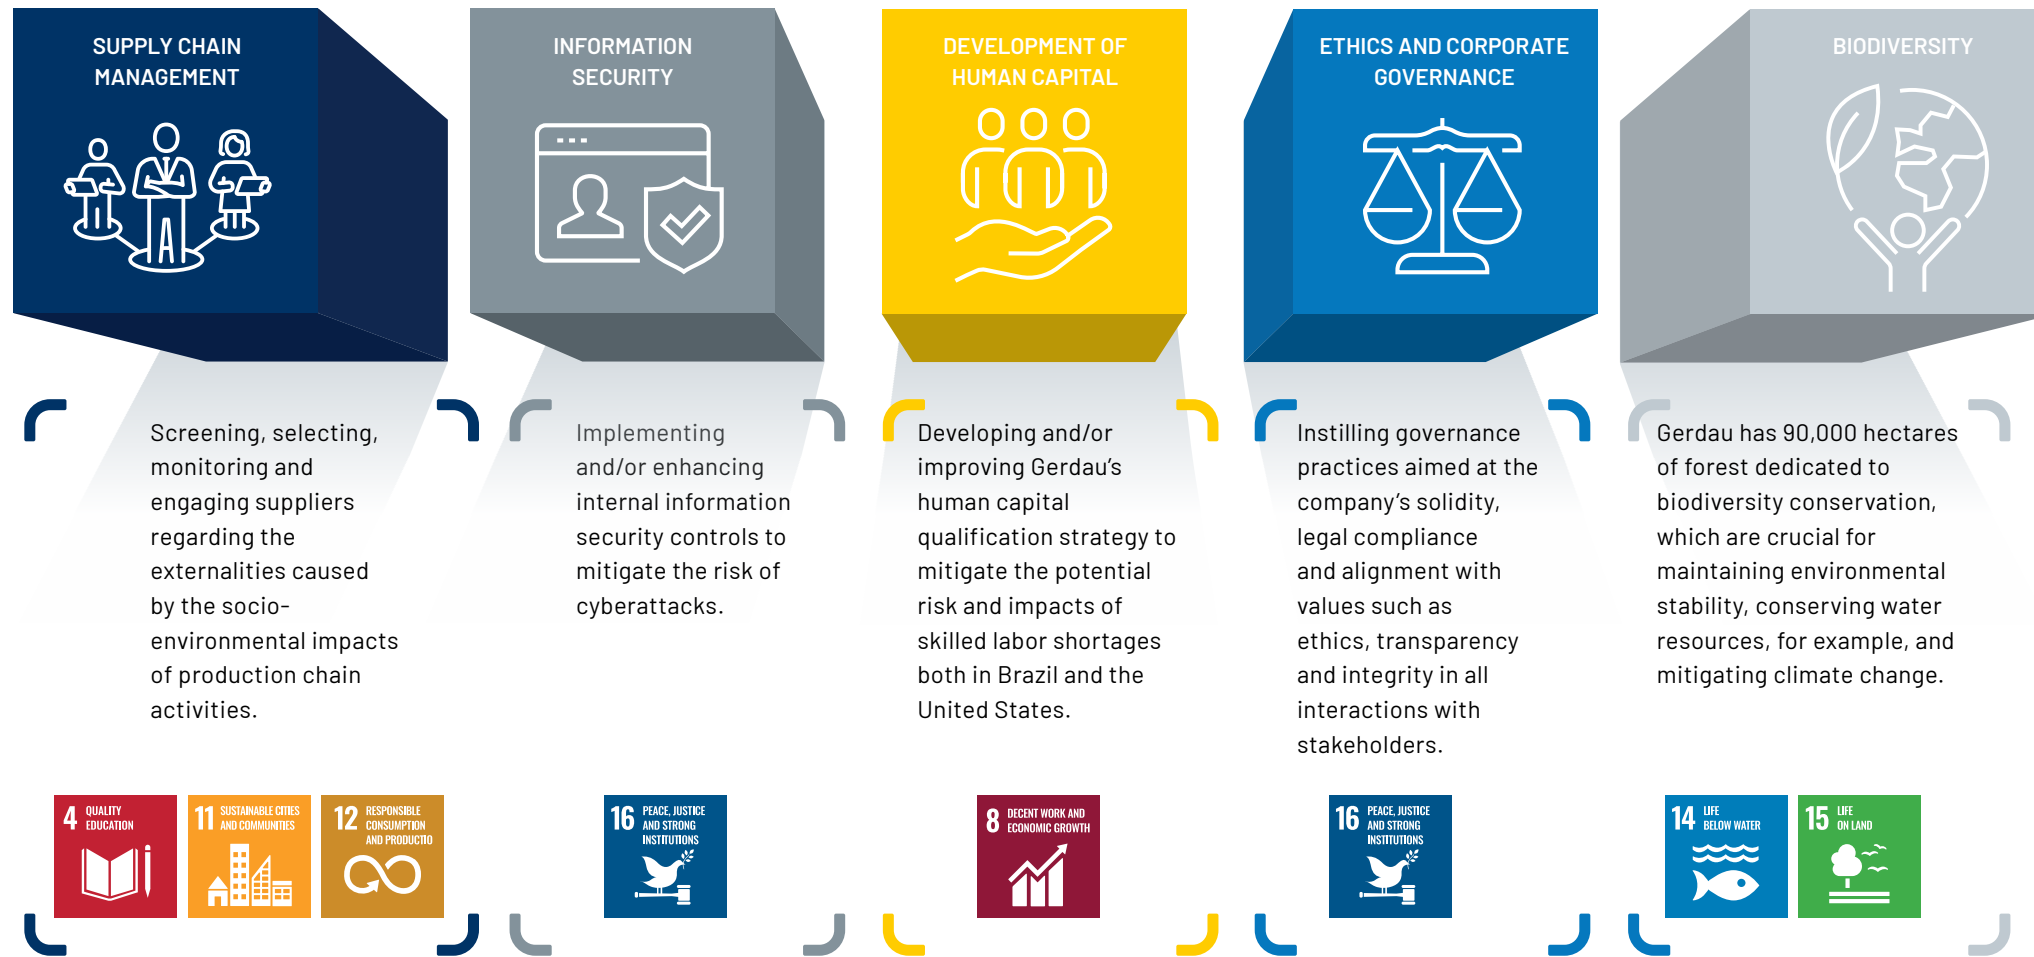 SUPPLY CHAIN
MANAGEMENT
Screening, selecting,
monitoring and
engaging suppliers
regarding the
externalities caused
by the socio-
environmental impacts
of production chain
activities.
4 QUALITY
EDUCATION
11 SUSTAINABLE CITIES
AND COMMUNITIES
12 RESPONSIBLE
CONSUMPTION
AND PRODUCTIO
INFORMATION
SECURITY
Implementing
and/or enhancing
internal information
security controls to
mitigate the risk of
cyberattacks.
16 PEACE, JUSTICE
AND STRONG
INSTITUTIONS
DEVELOPMENT OF
HUMAN CAPITAL
Developing and/or
improving Gerdau's
human capital
qualification strategy to
mitigate the potential
risk and impacts of
skilled labor shortages
both in Brazil and the
United States.
8 DECENT WORK AND
ECONOMIC GROWTH
ETHICS AND CORPORATE
GOVERNANCE
Instilling governance
practices aimed at the
company's solidity,
legal compliance
and alignment with
values such as
ethics, transparency
and integrity in all
interactions with
stakeholders.
16 PEACE, JUSTICE
AND STRONG
INSTITUTIONS
BIODIVERSITY
Gerdau has 90,000 hectares
of forest dedicated to
biodiversity conservation,
which are crucial for
maintaining environmental
stability, conserving water
resources, for example, and
mitigating climate change.
14 LIFE
BELOW WATER
15 LIFE
ON LAND